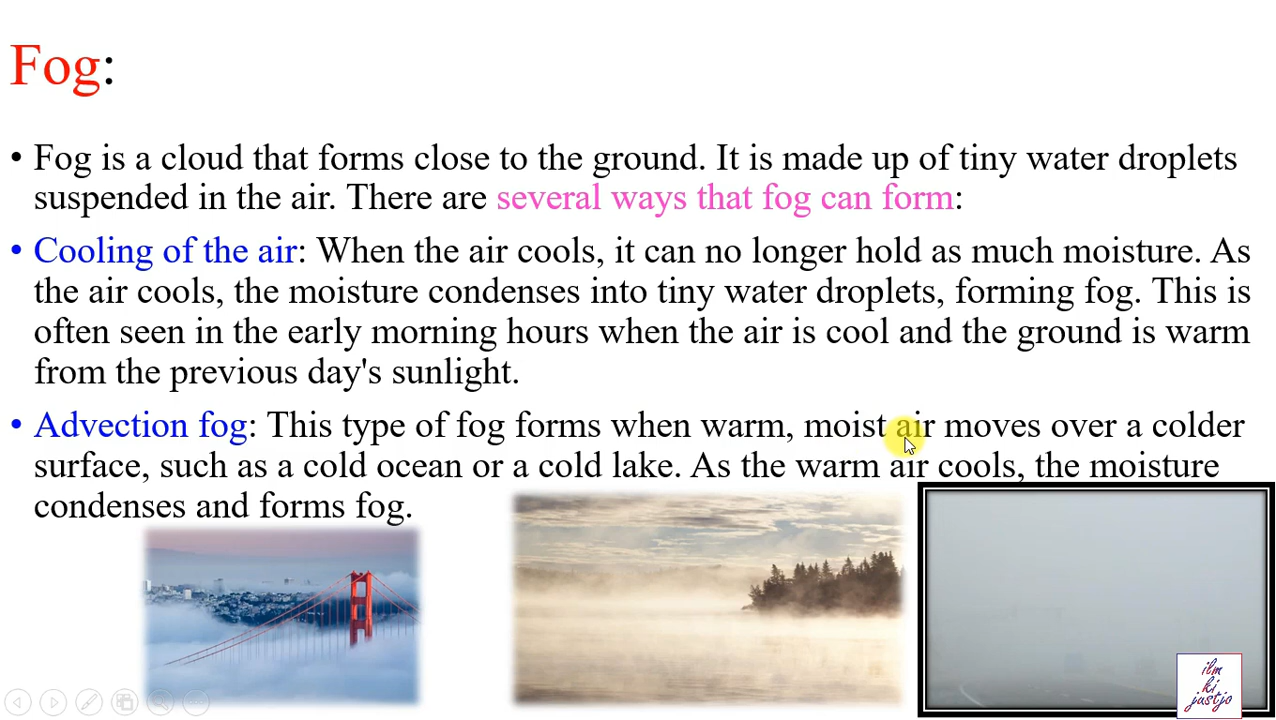 Fog:
• Fog is a cloud that forms close to the ground. It is made up of tiny water droplets
suspended in the air. There are several ways that fog can form:
• Cooling of the air: When the air cools, it can no longer hold as much moisture. As
the air cools, the moisture condenses into tiny water droplets, forming fog. This is
often seen in the early morning hours when the air is cool and the ground is warm
from the previous day's sunlight.
• Advection fog: This type of fog forms when warm, moist air moves over a colder
surface, such as a cold ocean or a cold lake. As the warm air cools, the moisture
condenses and forms fog.
ilm
ki
justjo